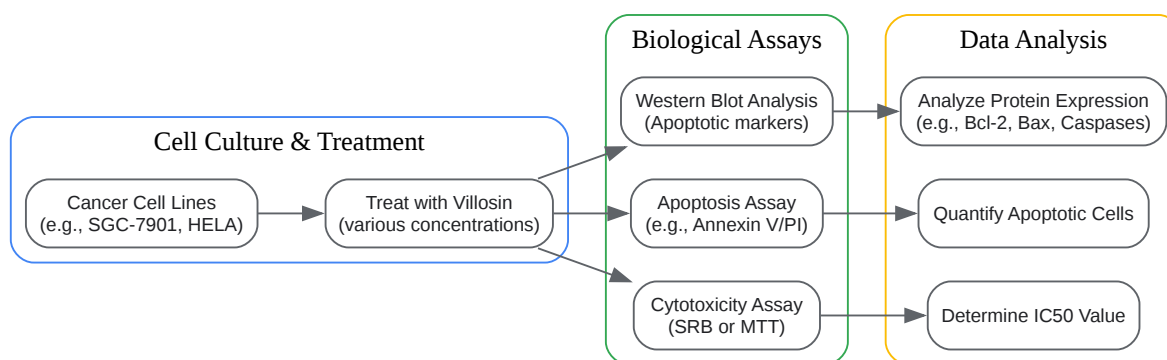 Cell Culture & Treatment
Cancer Cell Lines
(e.g., SGC-7901, HELA)
Treat with Villosin
(various concentrations)
Biological Assays
Western Blot Analysis
(Apoptotic markers)
Apoptosis Assay
(e.g., Annexin V/PI)
Cytotoxicity Assay
(SRB or MTT)
Data Analysis
Analyze Protein Expression
(e.g., Bcl-2, Bax, Caspases)
Quantify Apoptotic Cells
Determine IC50 Value